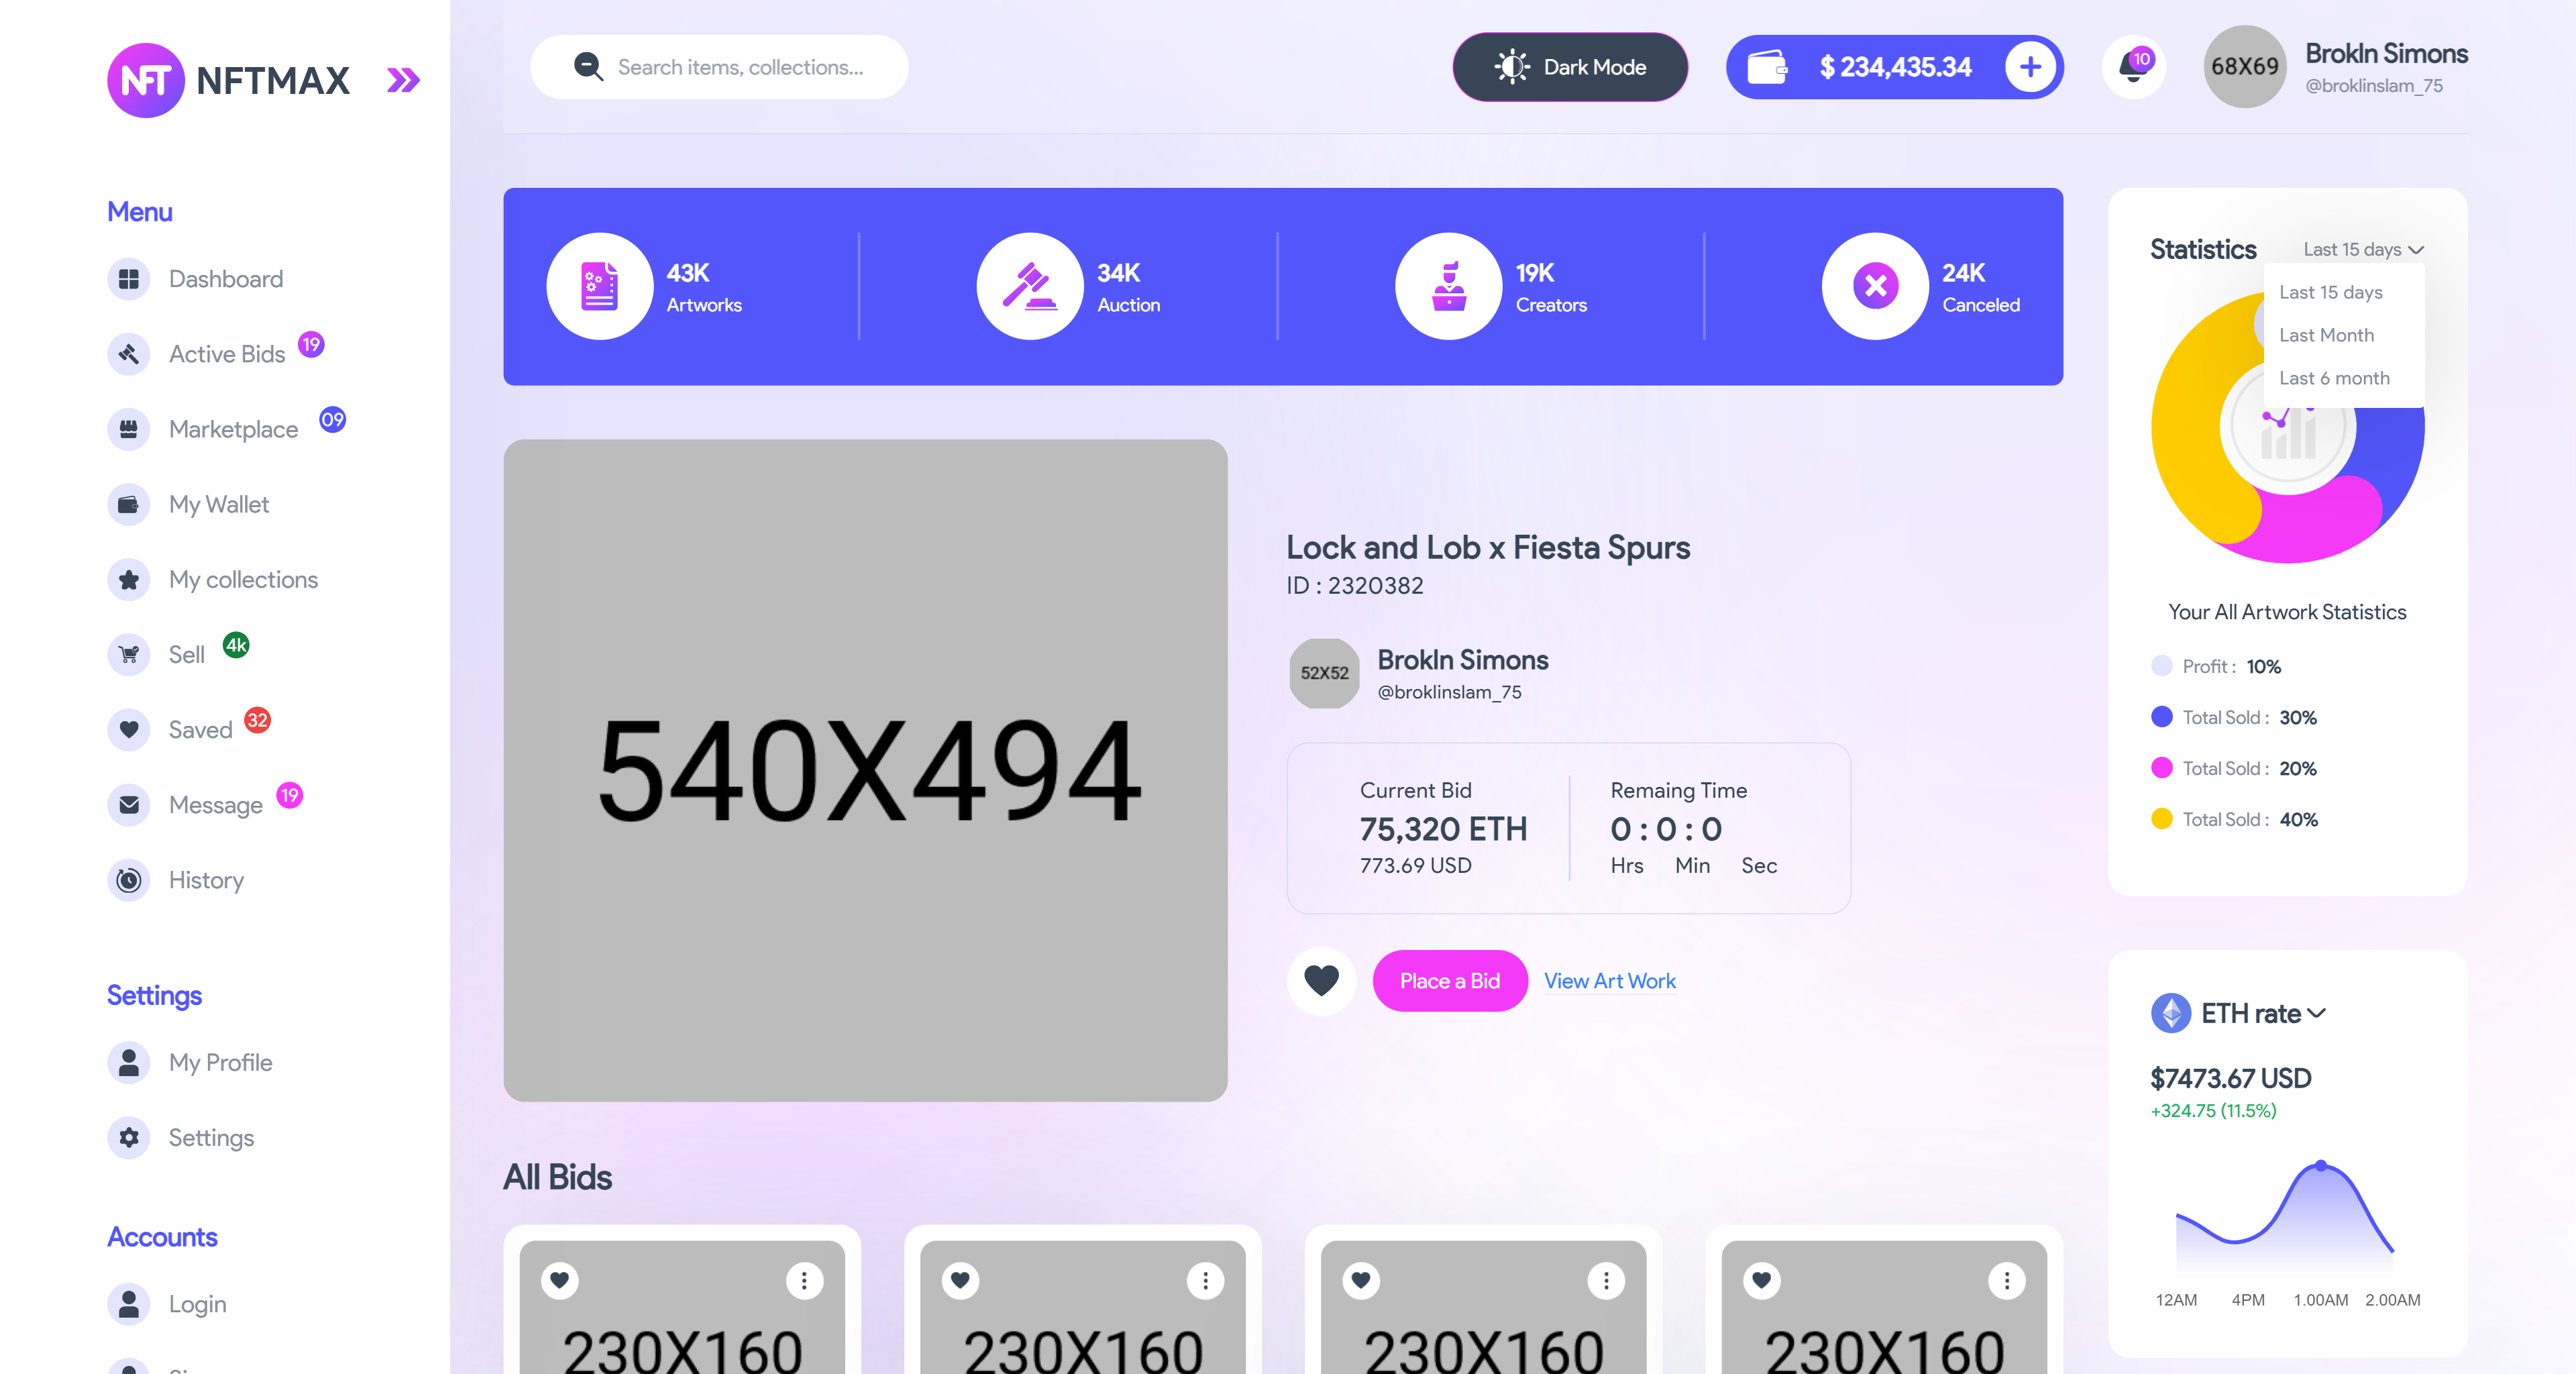 NFT NFTMAX
Menu
Dashboard
Active Bids 19
Marketplace 09
My Wallet
My collections
Sell 4k
Saved 32
Message 19
History
Settings
My Profile
Settings
Accounts
Login
Search items, collections...
Dark Mode
$ 234,435.34
10
68X69
Brokln Simons
@broklinslam_75
43K
Artworks
34K
Auction
19K
Creators
24K
Canceled
540X494
Lock and Lob x Fiesta Spurs
ID : 2320382
52X52
Brokln Simons
@broklinslam_75
Current Bid
75,320 ETH
773.69 USD
Remaing Time
0 : 0 : 0
Hrs Min Sec
Place a Bid
View Art Work
All Bids
230X160
230X160
230X160
230X160
Statistics
Last 15 days
Last 15 days
Last Month
Last 6 month
Your All Artwork Statistics
Profit : 10%
Total Sold : 30%
Total Sold : 20%
Total Sold : 40%
ETH rate
$7473.67 USD
+324.75 (11.5%)
12AM 4PM 1.00AM 2.00AM